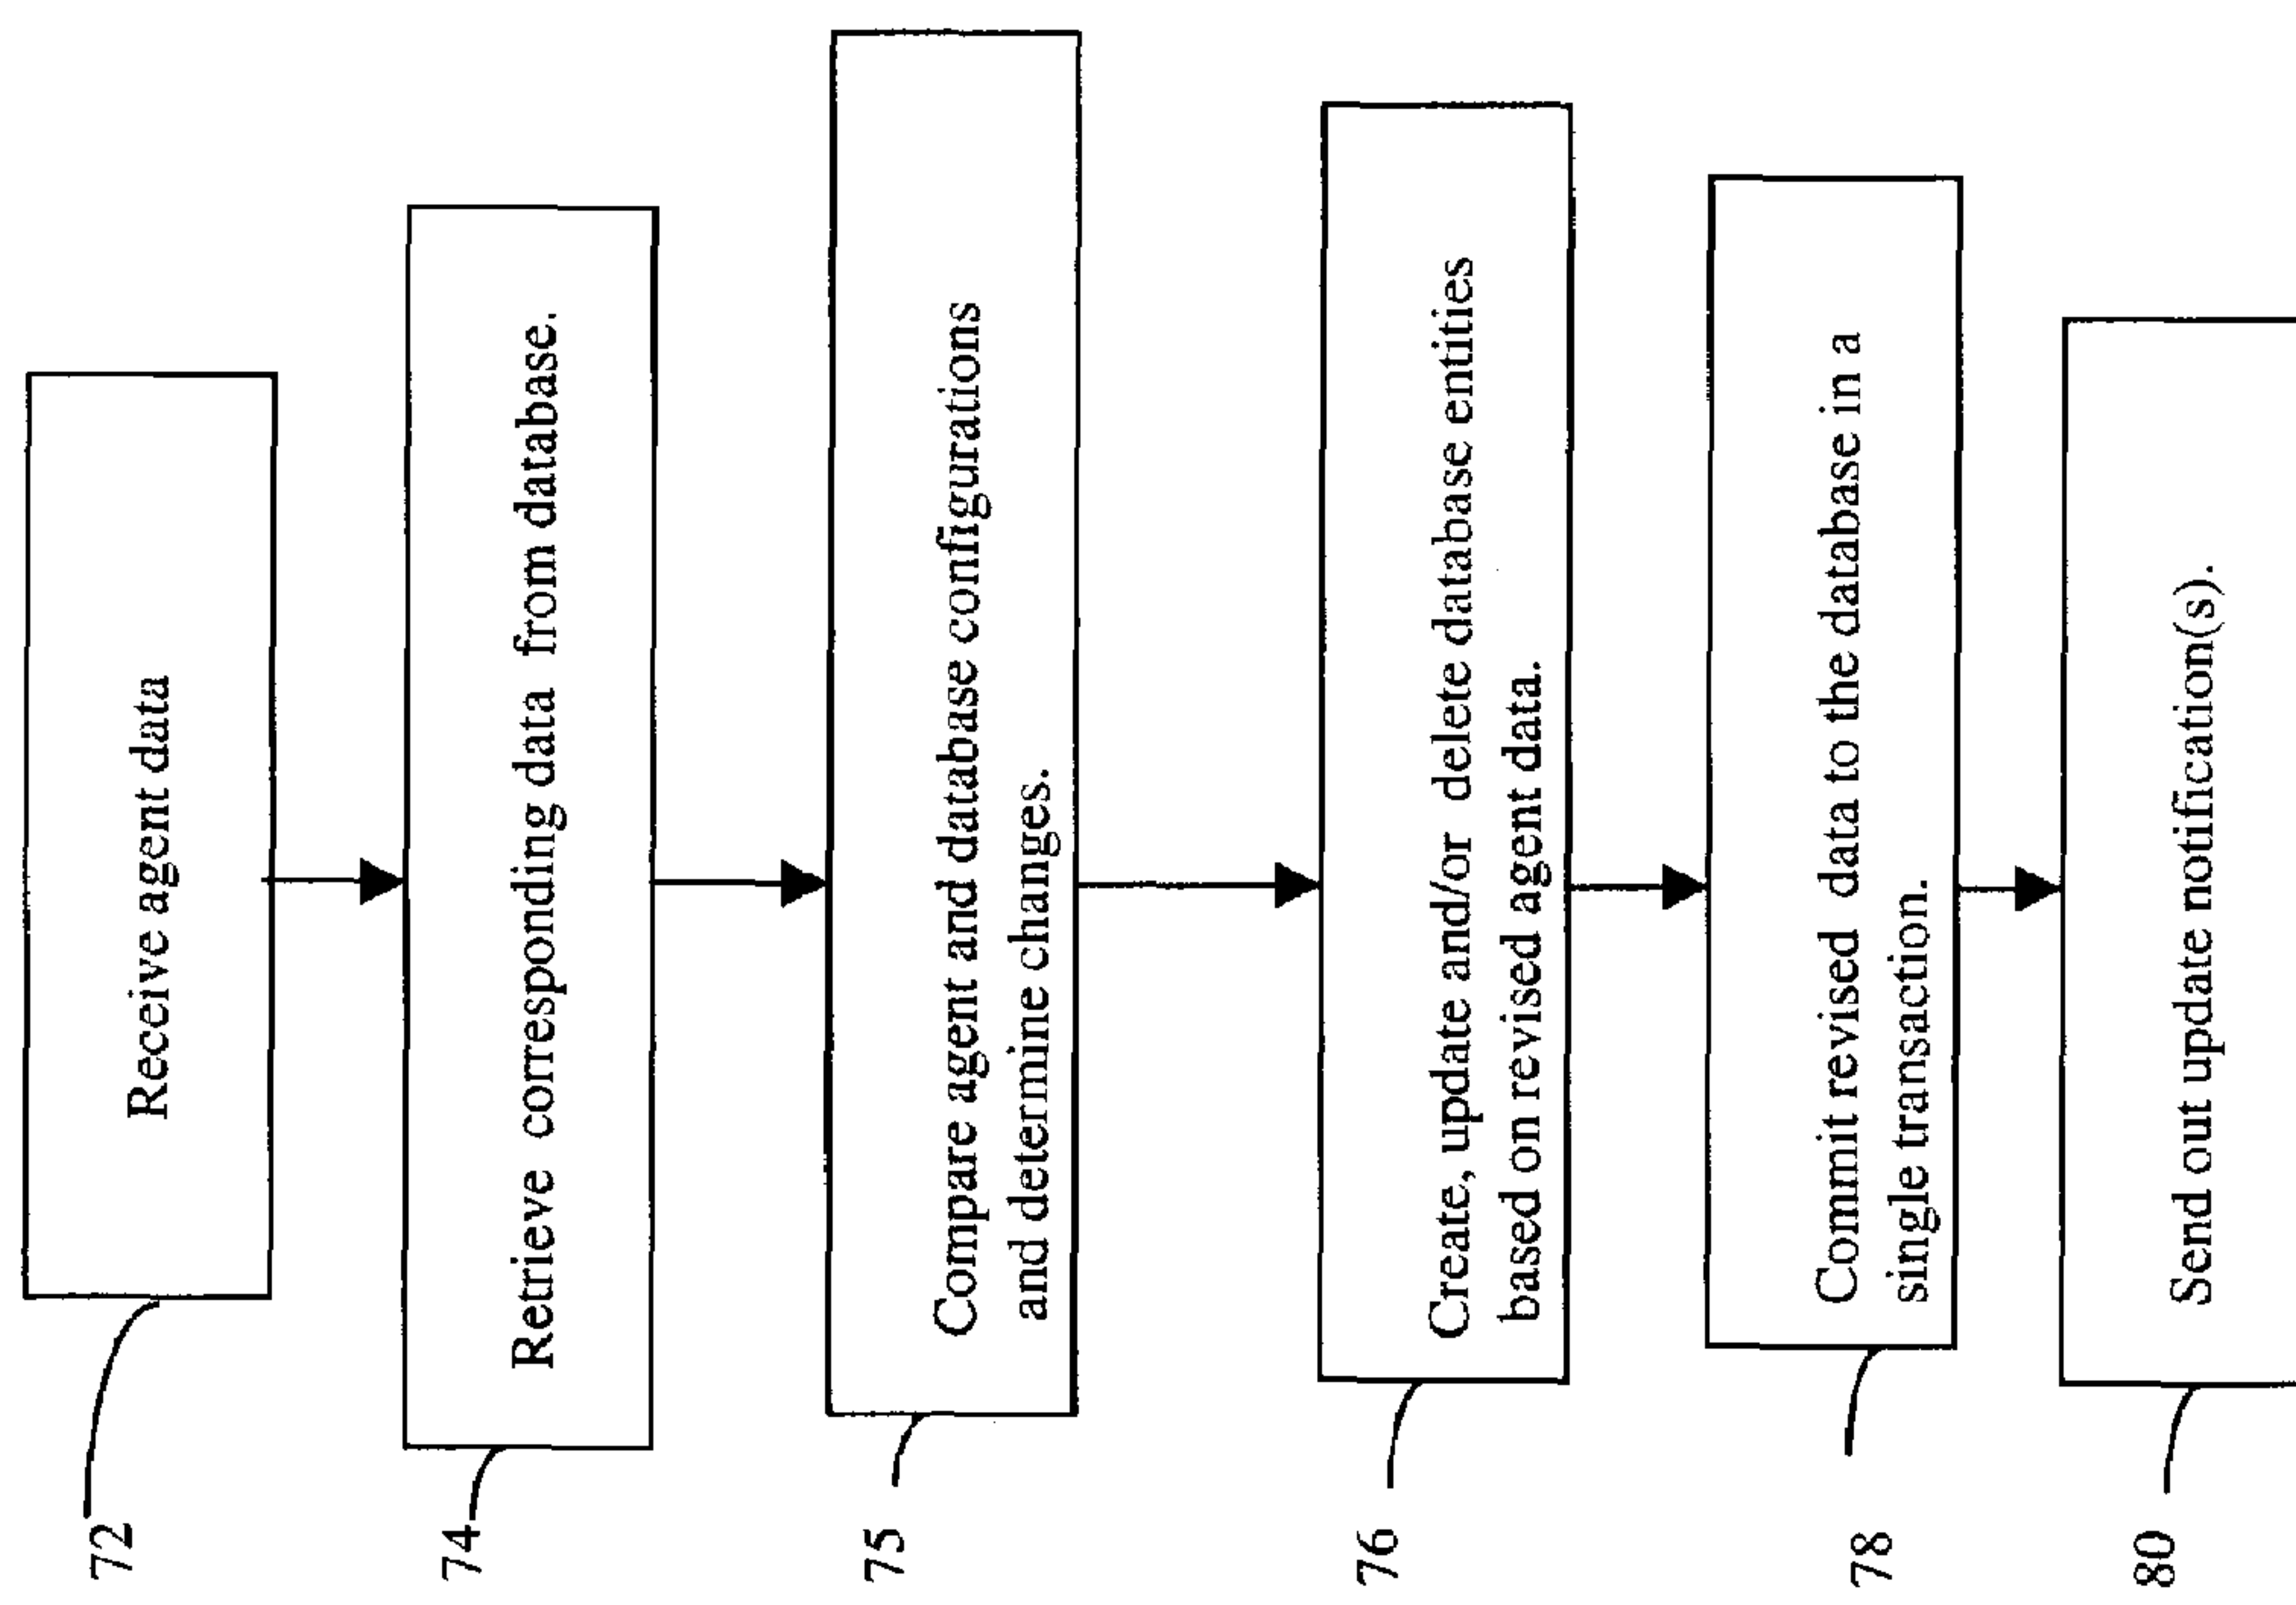 72
Receive agent data
74
Retrieve corresponding data from database.
75
Compare agent and database configurations
and determine changes.
76
Create, update and/or delete database entities
based on revised agent data.
78
Commit revised data to the database in a
single transaction.
80
Send out update notification(s).